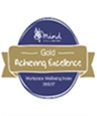 mind
Gold
Achieving Excellence
Workplace Wellbeing Index
2016/17